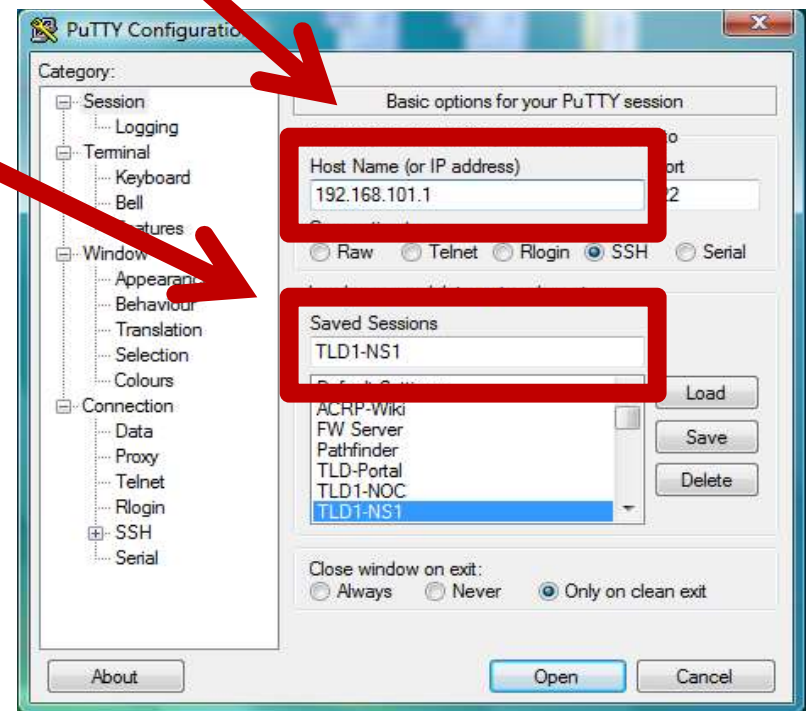 PuTTY Configuratio
Category:
Session
Logging
Terminal
Keyboard
Bell
Window
Behaviour
Translation
Selection
Colours
Connection
Data
Proxy
Telnet
Rlogin
SSH
Serial
Basic options for your PuTTY session
Host Name (or IP address)
192.168.101.1
22
Raw Telnet Rlogin SSH Serial
Saved Sessions
TLD1-NS1
ACRP-Wiki
FW Server
Pathfinder
TLD-Portal
TLD1-NOC
TLD1-NS1
Load
Save
Delete
Close window on exit:
Always Never Only on clean exit
About Open Cancel